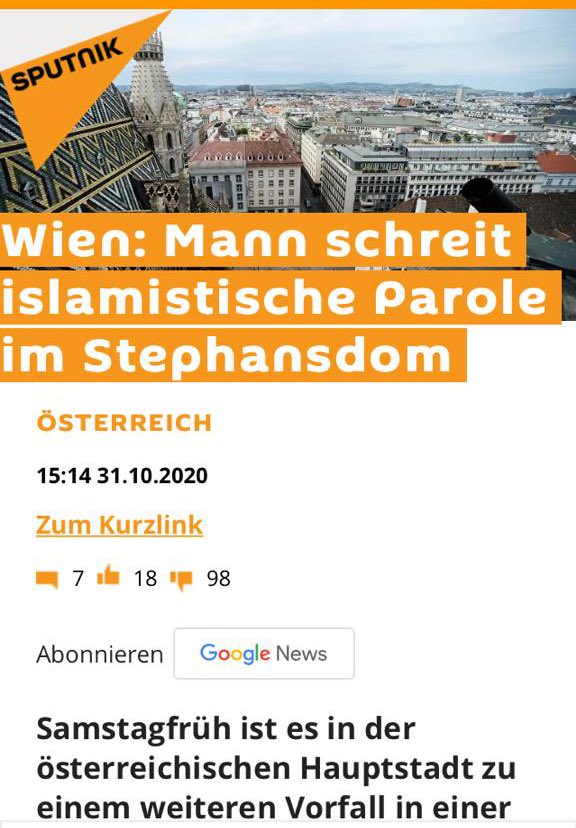 SPUTNIK
Wien: Mann schreit
islamistische Parole
im Stephansdom
ÖSTERREICH
15:14 31.10.2020
Zum Kurzlink
7 18 98
Abonnieren Google News
Samstagfrüh ist es in der
österreichischen Hauptstadt zu
einem weiteren Vorfall in einer